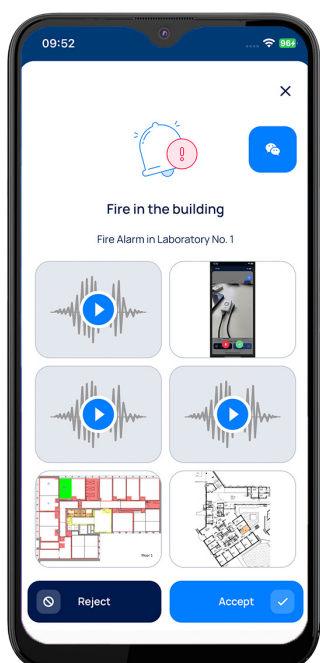 09:52
96
Fire in the building
Fire Alarm in Laboratory No. 1
Floor 1
Reject
Accept